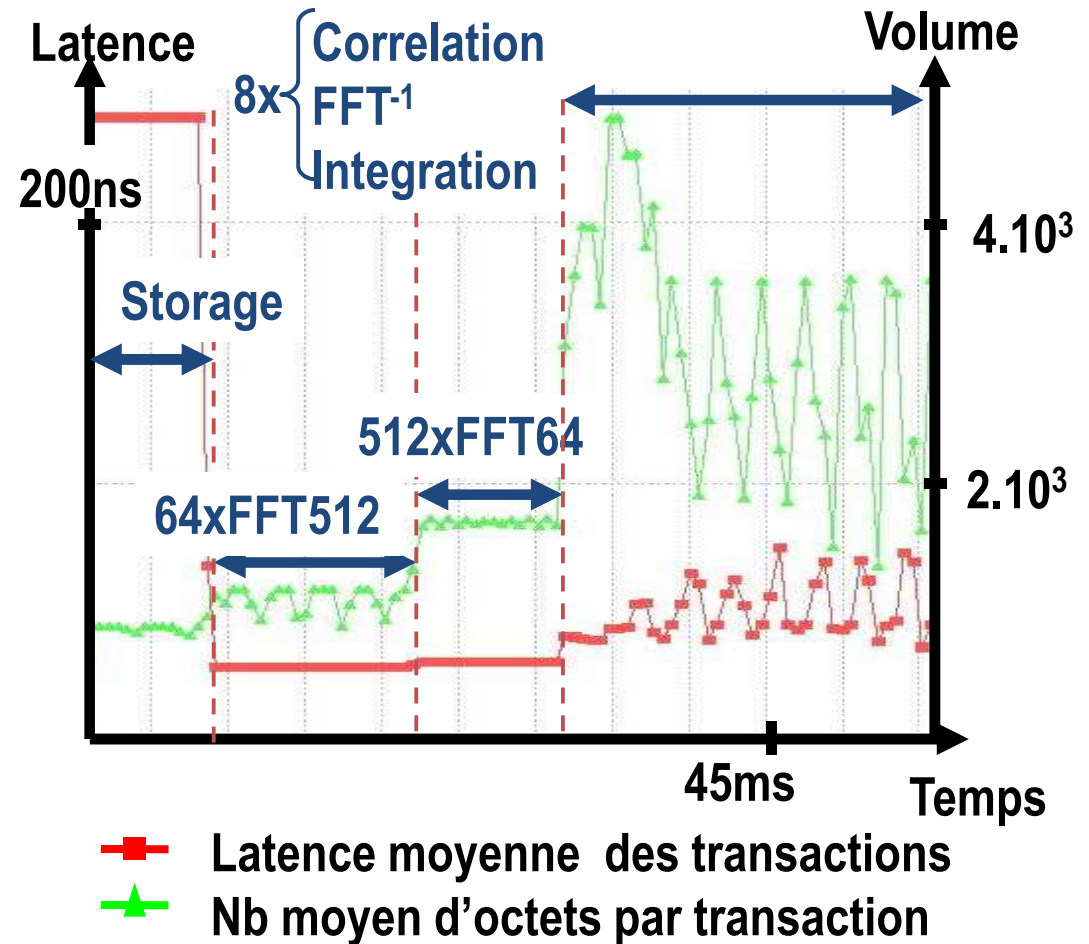 Latence
Volume
8x
Correlation
FFT⁻¹
Integration
200ns
4.10³
Storage
512xFFT64
2.10³
64xFFT512
45ms
Temps
Latence moyenne des transactions
Nb moyen d'octets par transaction